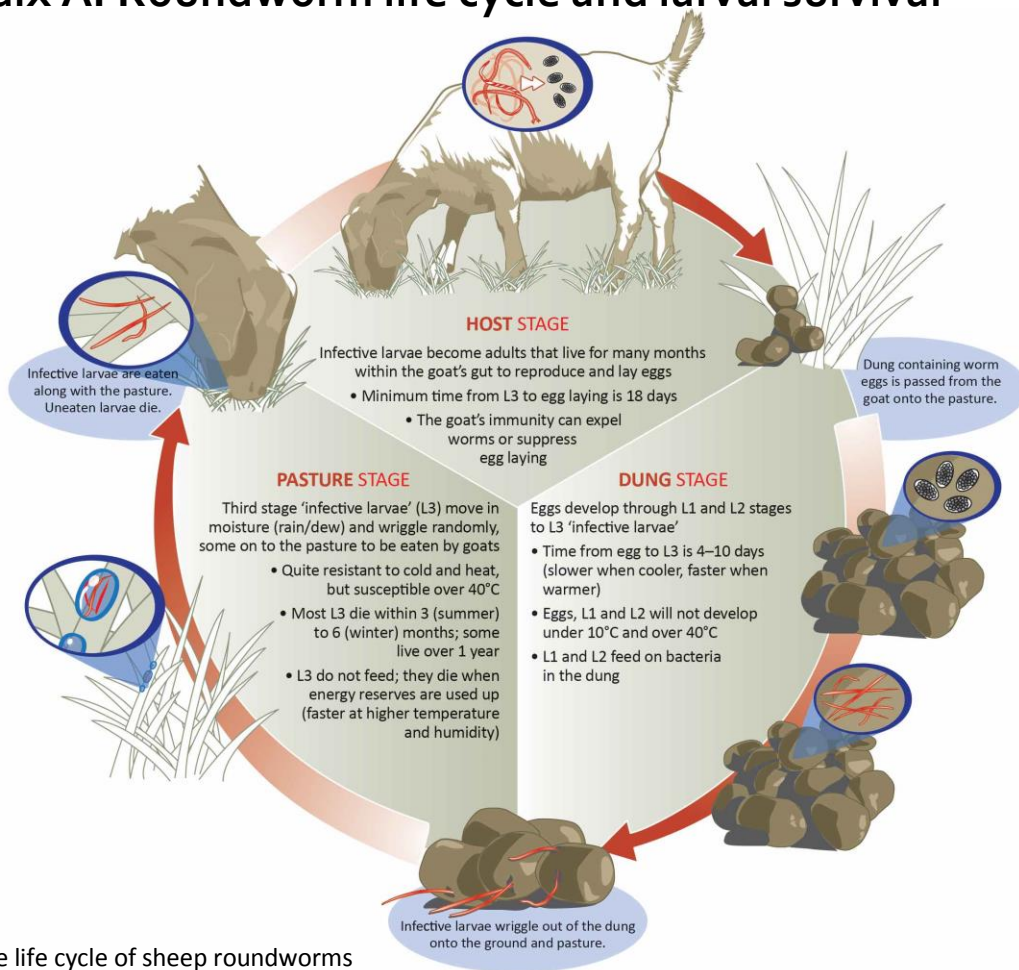 A: Roundworm life cycle and larval survival
HOST STAGE
Infective larvae become adults that live for many months
within the goat's gut to reproduce and lay eggs
• Minimum time from L3 to egg laying is 18 days
• The goat's immunity can expel
worms or suppress
egg laying
Dung containing worm
eggs is passed from the
goat onto the pasture.
DUNG STAGE
Eggs develop through L1 and L2 stages
to L3 'infective larvae'
• Time from egg to L3 is 4–10 days
(slower when cooler, faster when
warmer)
• Eggs, L1 and L2 will not develop
under 10°C and over 40°C
• L1 and L2 feed on bacteria
in the dung
Infective larvae wriggle out of the dung
onto the ground and pasture.
PASTURE STAGE
Third stage 'infective larvae' (L3) move in
moisture (rain/dew) and wriggle randomly,
some on to the pasture to be eaten by goats
• Quite resistant to cold and heat,
but susceptible over 40°C
• Most L3 die within 3 (summer)
to 6 (winter) months; some
live over 1 year
• L3 do not feed; they die when
energy reserves are used up
(faster at higher temperature
and humidity)
Infective larvae are eaten
along with the pasture.
Uneaten larvae die.
life cycle of sheep roundworms